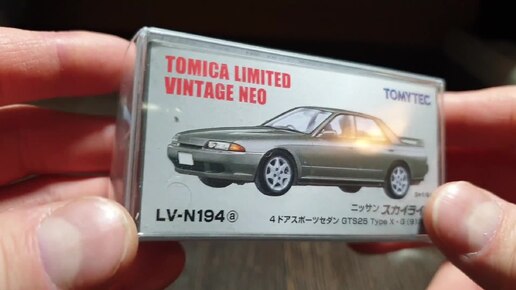 TOMICA LIMITED
VINTAGE NEO
TOMYTEC
LV-N194ⓐ
ニッサン スカイライ
4ドアスポーツセダン GTS25 Type X・G